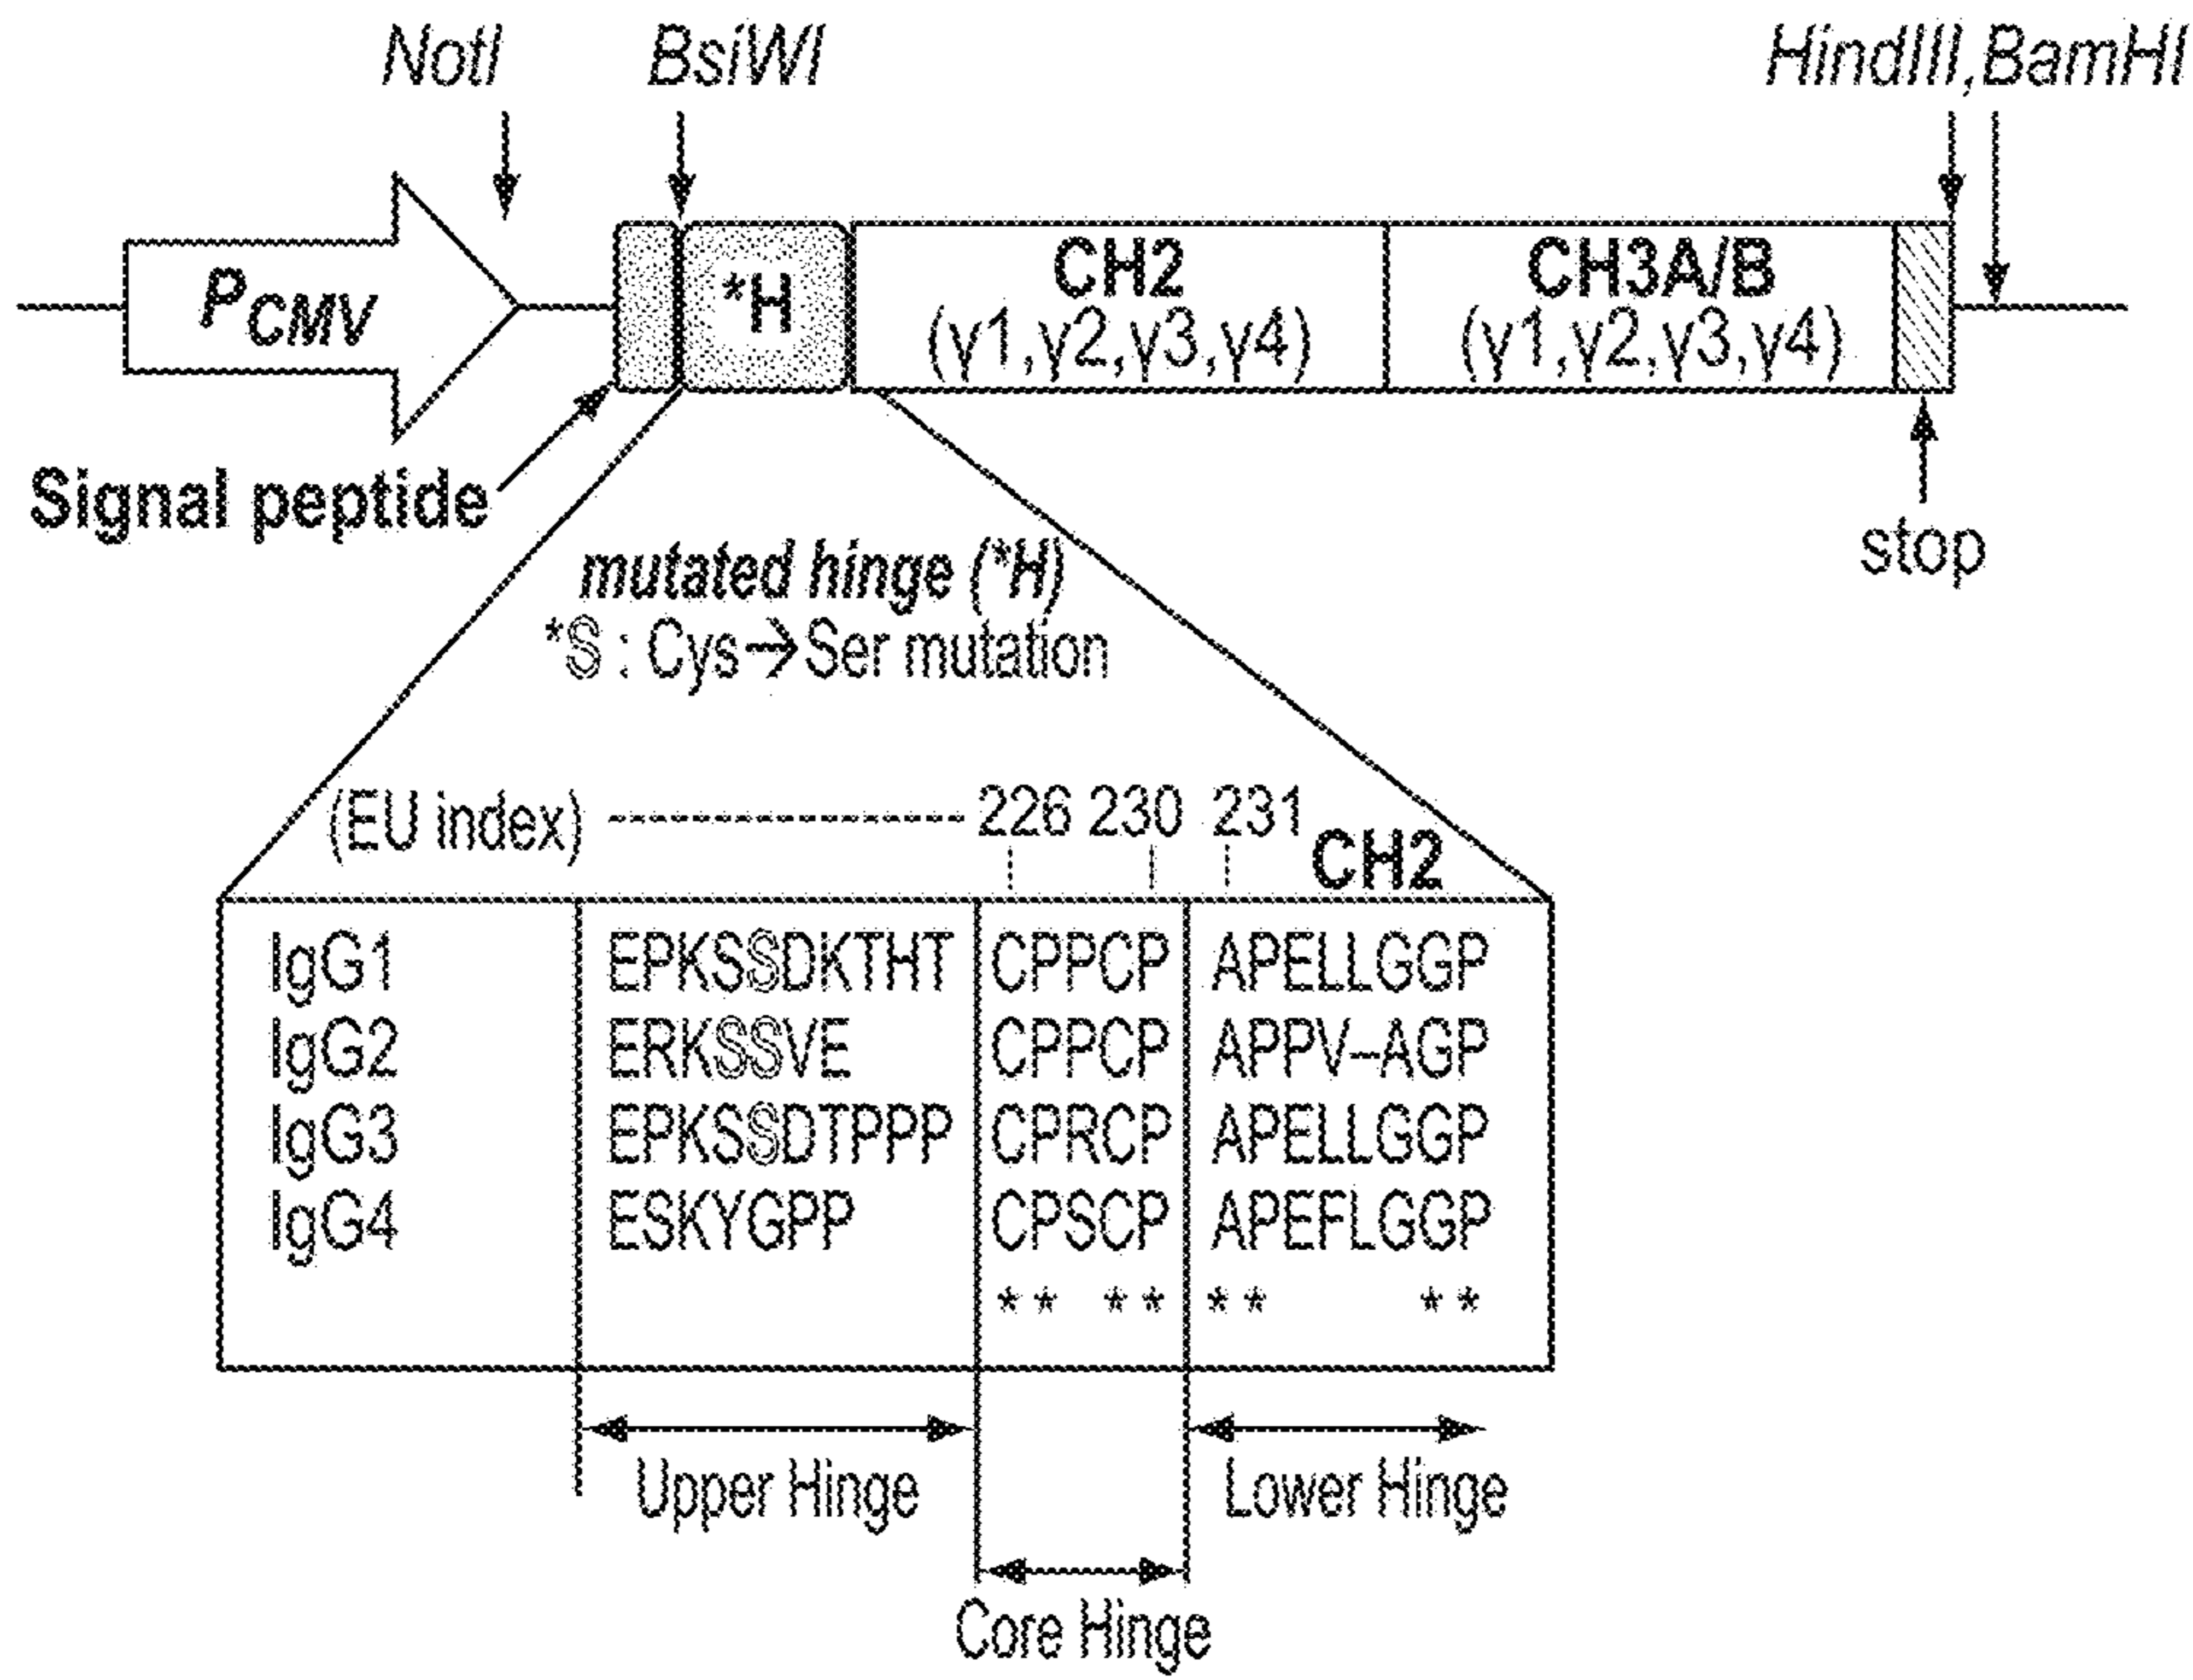 NotI BsiWI HindIII,BamHI
PCMV *H CH2 CH3A/B
(γ1,γ2,γ3,γ4) (γ1,γ2,γ3,γ4)
Signal peptide
stop
mutated hinge (*H)
*S : Cys→Ser mutation
(EU index) ---------------- 226 230 231
CH2
IgG1 EPKSSDKTHT CPPCP APELLGGP
IgG2 ERKSSVE CPPCP APPV–AGP
IgG3 EPKSSDTPPP CPRCP APELLGGP
IgG4 ESKYGPP CPSCP APEFLGGP
** ** ** **
Upper Hinge Lower Hinge
Core Hinge